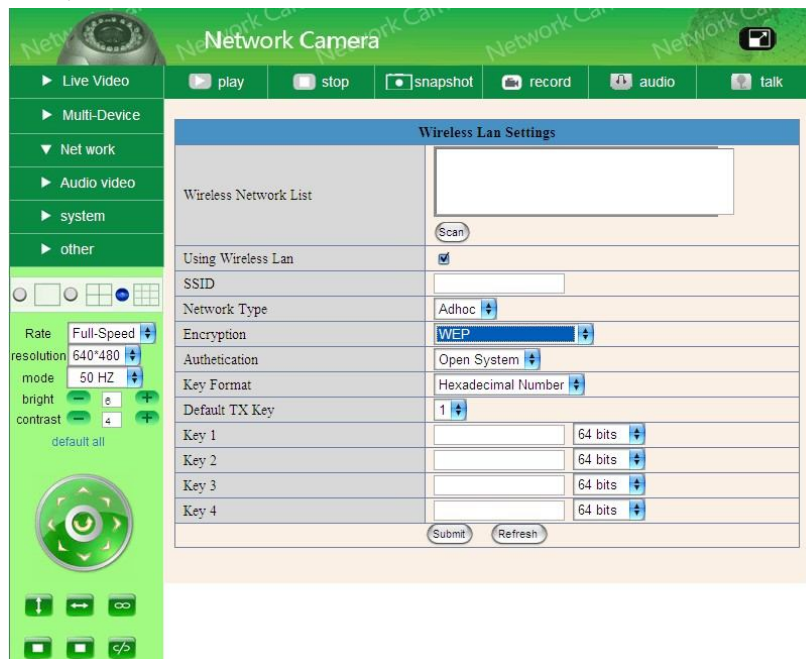 Network Camera
Live Video
play
stop
snapshot
record
audio
talk
Multi-Device
Net work
Audio video
system
other
Rate Full-Speed
resolution 640*480
mode 50 HZ
bright 6
contrast 4
default all
Wireless Lan Settings
Wireless Network List
Scan
Using Wireless Lan
SSID
Network Type Adhoc
Encryption WEP
Authetication Open System
Key Format Hexadecimal Number
Default TX Key 1
Key 1 64 bits
Key 2 64 bits
Key 3 64 bits
Key 4 64 bits
Submit Refresh